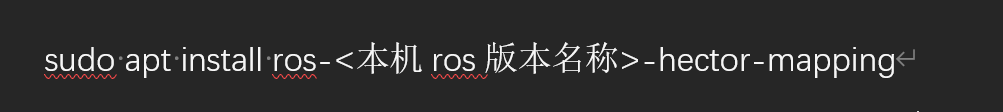 sudo apt install ros-<本机 ros 版本名称>-hector-mapping